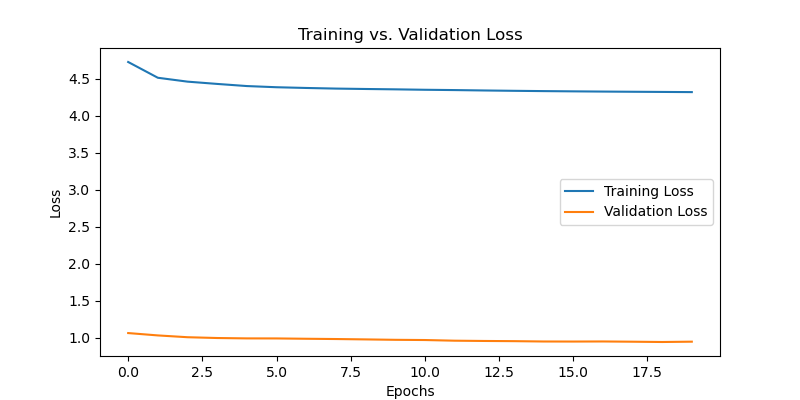 Training vs. Validation Loss
4.5
4.0
3.5
3.0
2.5
2.0
1.5
1.0
Loss
Training Loss
Validation Loss
0.0 2.5 5.0 7.5 10.0 12.5 15.0 17.5
Epochs